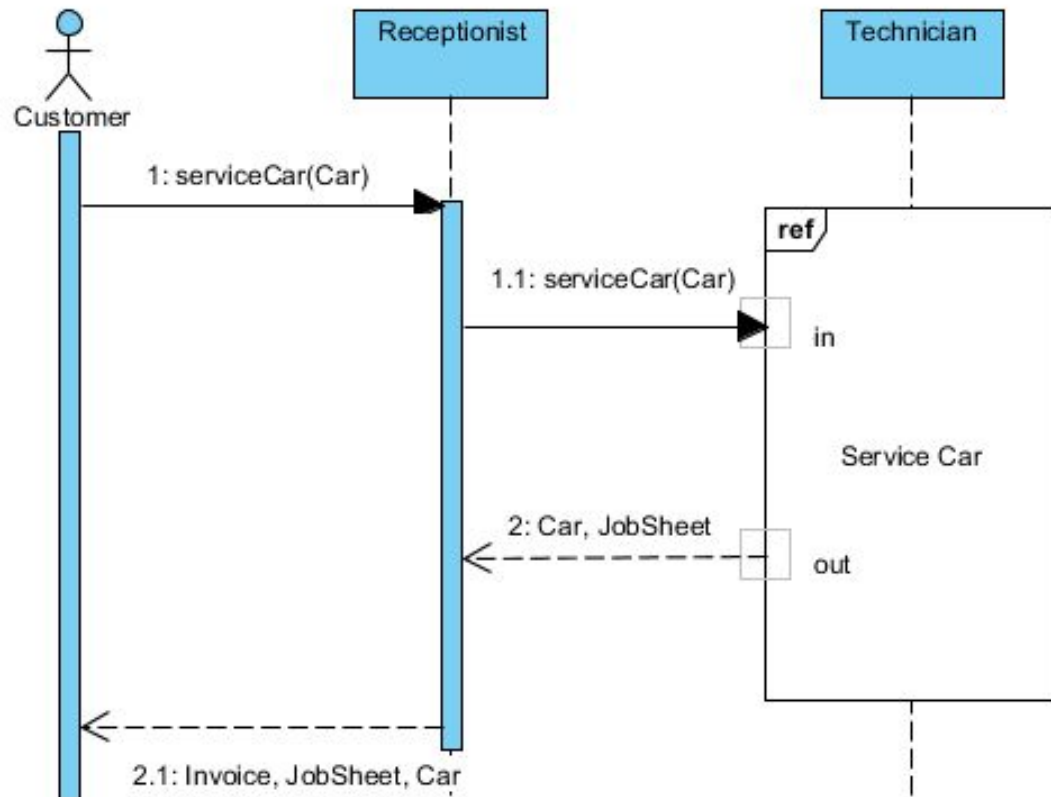 Receptionist
Technician
Customer
1: serviceCar(Car)
ref
1.1: serviceCar(Car)
in
Service Car
2: Car, JobSheet
out
2.1: Invoice, JobSheet, Car